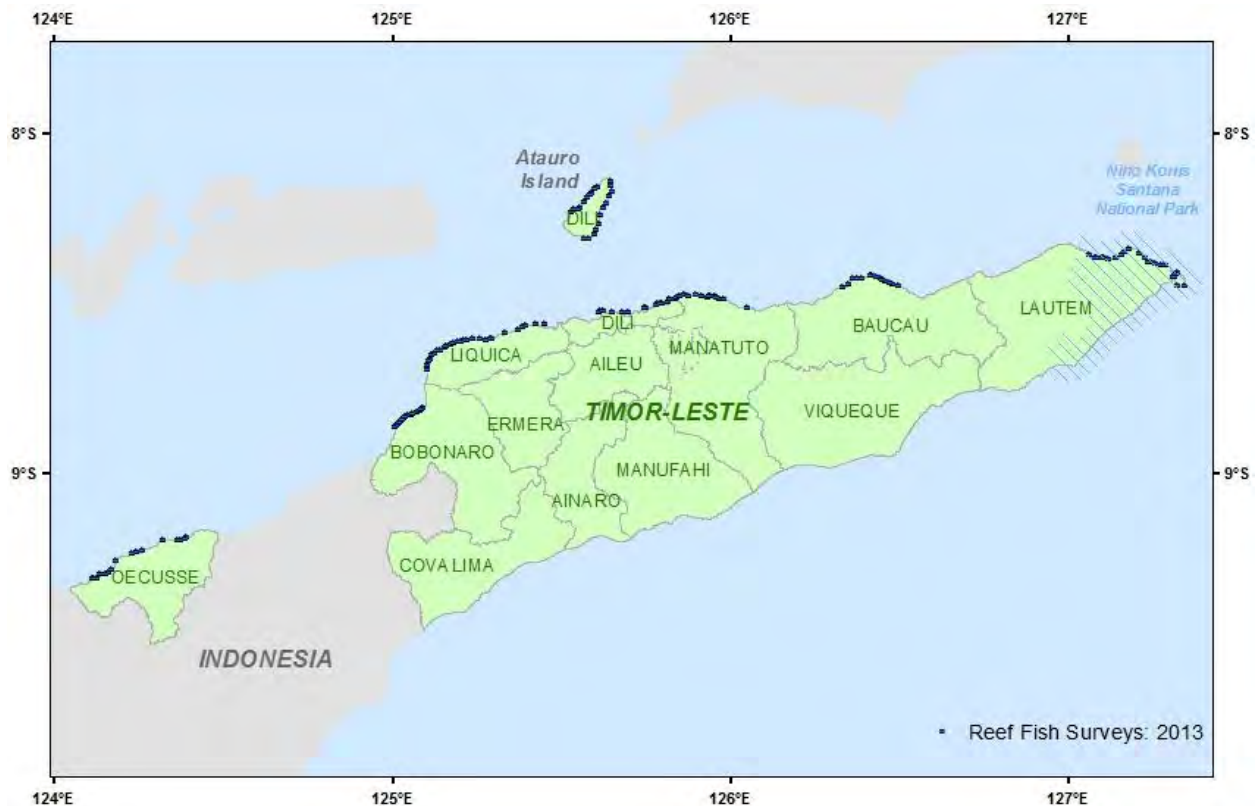 124°E
125°E
126°E
127°E
8°S
8°S
Atauro
Island
Nino Konis
Santana
National Park
DILI
LAUTEM
DILI
BAUCAU
LIQUICA
MANATUTO
AILEU
TIMOR-LESTE
VIQUEQUE
ERMERA
BOBONARO
MANUFAHI
9°S
9°S
AINARO
COVA LIMA
OECUSSE
INDONESIA
Reef Fish Surveys: 2013
124°E
125°E
126°E
127°E